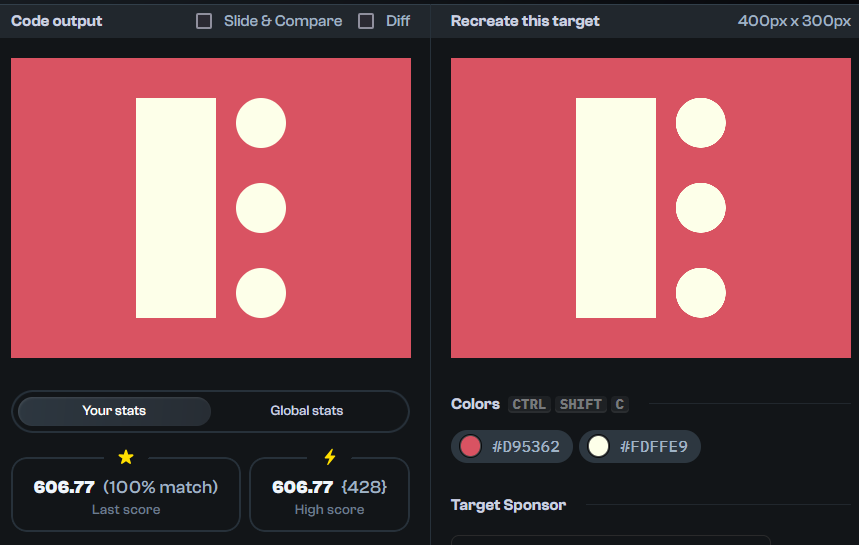 Code output
Slide & Compare
Diff
Recreate this target
400px x 300px
Your stats
Global stats
606.77 (100% match)
Last score
606.77 {428}
High score
Colors CTRL SHIFT C
#D95362
#FDFFE9
Target Sponsor